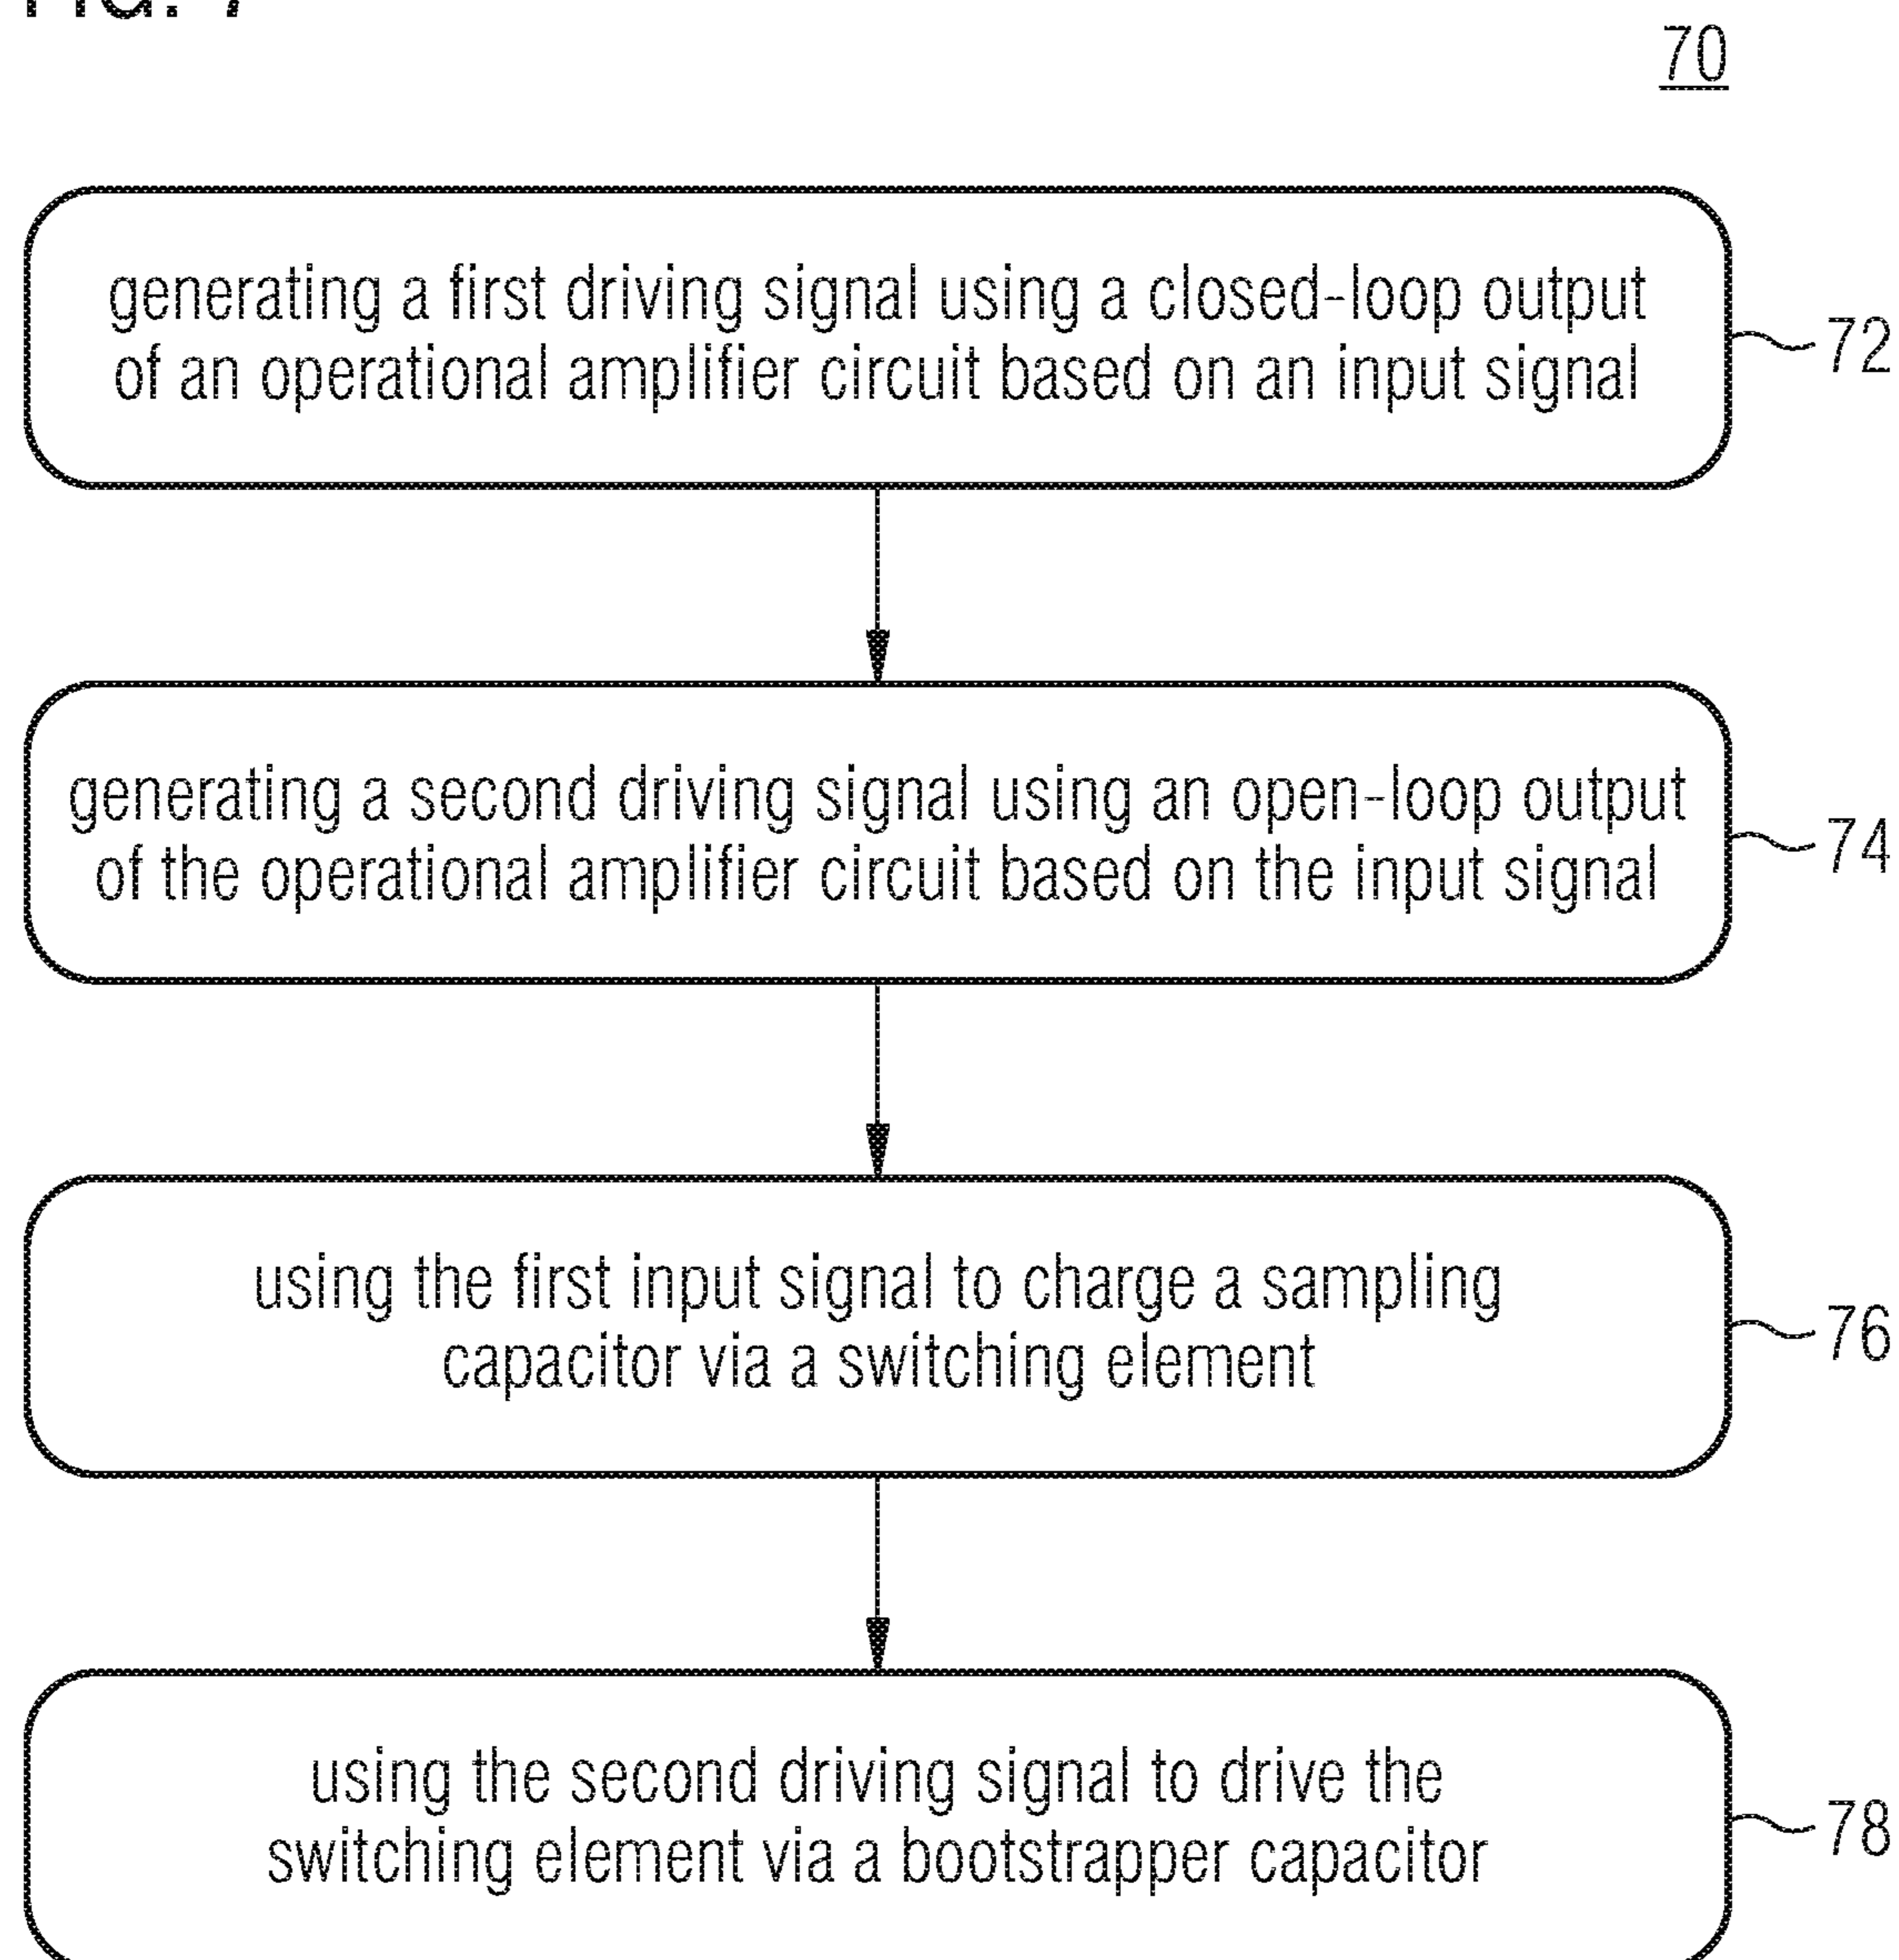 FIG. 7
70
generating a first driving signal using a closed-loop output
of an operational amplifier circuit based on an input signal
72
generating a second driving signal using an open-loop output
of the operational amplifier circuit based on the input signal
74
using the first input signal to charge a sampling
capacitor via a switching element
76
using the second driving signal to drive the
switching element via a bootstrapper capacitor
78